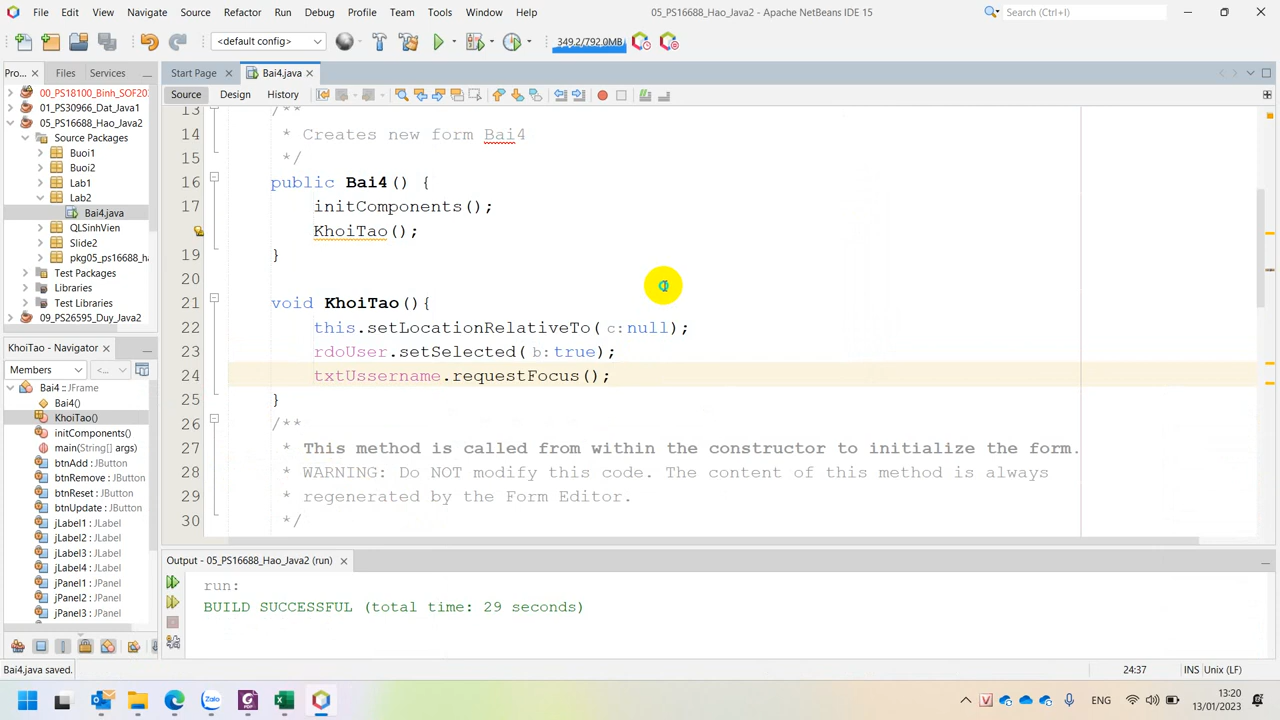 File Edit View Navigate Source Refactor Run Debug Profile Team Tools Window Help 05_PS16688_Hao_Java2 - Apache NetBeans IDE 15 Search (Ctrl+I)
<default config> 349.2/792.0MB
Pro... Files Services
Start Page Bai4.java
Source Design History
00_PS18100_Binh_SOF20
01_PS30966_Dat_Java1
05_PS16688_Hao_Java2
Source Packages
Buoi1
Buoi2
Lab1
Lab2
Bai4.java
QLSinhVien
Slide2
pkg05_ps16688_ha
Test Packages
Libraries
Test Libraries
09_PS26595_Duy_Java2
KhoiTao - Navigator
Members <...>
Bai4 :: JFrame
Bai4()
KhoiTao()
initComponents()
main(String[] args)
btnAdd : JButton
btnRemove : JButton
btnReset : JButton
btnUpdate : JButton
jLabel1 : JLabel
jLabel2 : JLabel
jLabel3 : JLabel
jLabel4 : JLabel
jPanel1 : JPanel
jPanel2 : JPanel
jPanel3 : JPanel
13 /**
14 * Creates new form Bai4
15 */
16 public Bai4() {
17 initComponents();
KhoiTao();
19 }
20
21 void KhoiTao(){
22 this.setLocationRelativeTo(c:null);
23 rdoUser.setSelected(b:true);
24 txtUssername.requestFocus();
25 }
26 /**
27 * This method is called from within the constructor to initialize the form.
28 * WARNING: Do NOT modify this code. The content of this method is always
29 * regenerated by the Form Editor.
30 */
Output - 05_PS16688_Hao_Java2 (run)
run:
BUILD SUCCESSFUL (total time: 29 seconds)
Bai4.java saved. 24:37 INS Unix (LF)
Zalo ENG 13:20
13/01/2023